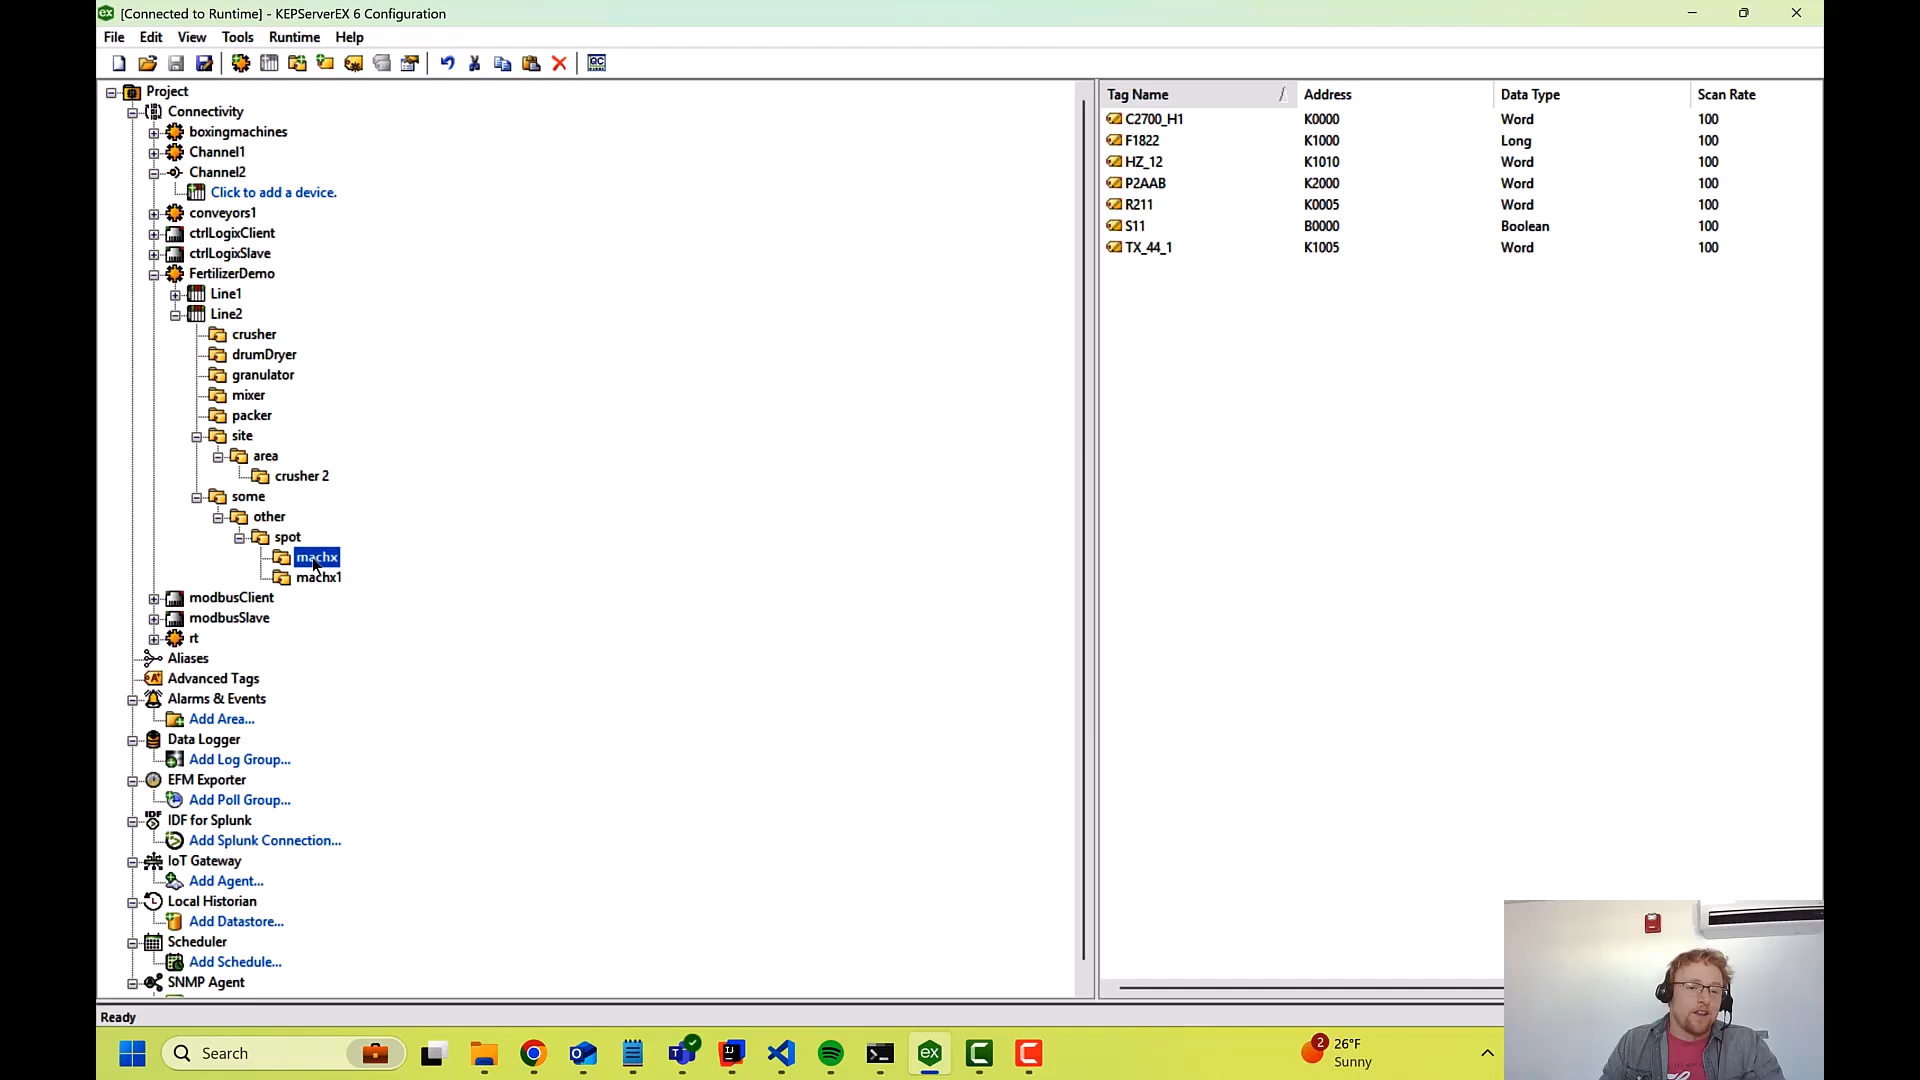 [Connected to Runtime] - KEPServerEX 6 Configuration
File Edit View Tools Runtime Help
Project
Connectivity
boxingmachines
Channel1
Channel2
Click to add a device.
conveyors1
ctrlLogixClient
ctrlLogixSlave
FertilizerDemo
Line1
Line2
crusher
drumDryer
granulator
mixer
packer
site
area
crusher 2
some
other
spot
machx
machx1
modbusClient
modbusSlave
rt
Aliases
Advanced Tags
Alarms & Events
Add Area...
Data Logger
Add Log Group...
EFM Exporter
Add Poll Group...
IDF for Splunk
Add Splunk Connection...
IoT Gateway
Add Agent...
Local Historian
Add Datastore...
Scheduler
Add Schedule...
SNMP Agent
Tag Name Address Data Type Scan Rate
C2700_H1 K0000 Word 100
F1822 K1000 Long 100
HZ_12 K1010 Word 100
P2AAB K2000 Word 100
R211 K0005 Word 100
S11 B0000 Boolean 100
TX_44_1 K1005 Word 100
Ready
Search
2 26°F
Sunny